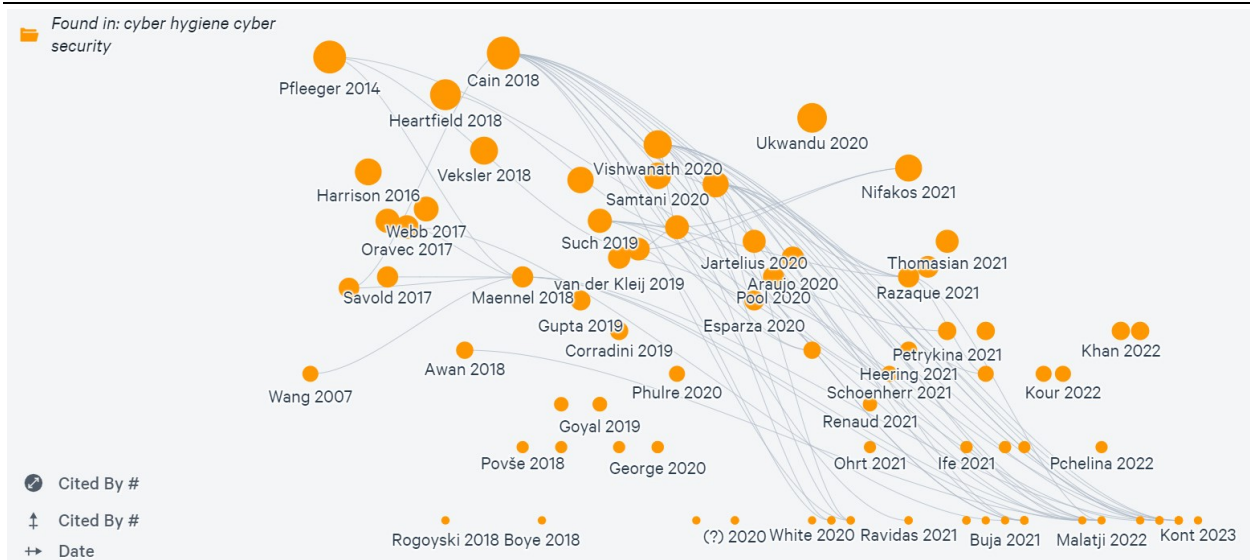 Found in: cyber hygiene cyber
security
Cain 2018
Pfleeger 2014
Heartfield 2018
Ukwandu 2020
Vishwanath 2020
Veksler 2018
Nifakos 2021
Harrison 2016
Samtani 2020
Webb 2017
Such 2019
Oravec 2017
Jartelius 2020
Thomasian 2021
van der Kleij 2019
Araujo 2020
Razaque 2021
Savold 2017
Maennel 2018
Pool 2020
Gupta 2019
Esparza 2020
Corradini 2019
Khan 2022
Petrykina 2021
Awan 2018
Heering 2021
Wang 2007
Phulre 2020
Schoenherr 2021
Kour 2022
Renaud 2021
Goyal 2019
Povše 2018
George 2020
Ohrt 2021
Ife 2021
Pchelina 2022
Cited By #
Cited By #
Rogoyski 2018
Boye 2018
(?) 2020
White 2020
Ravidas 2021
Buja 2021
Malatji 2022
Kont 2023
Date